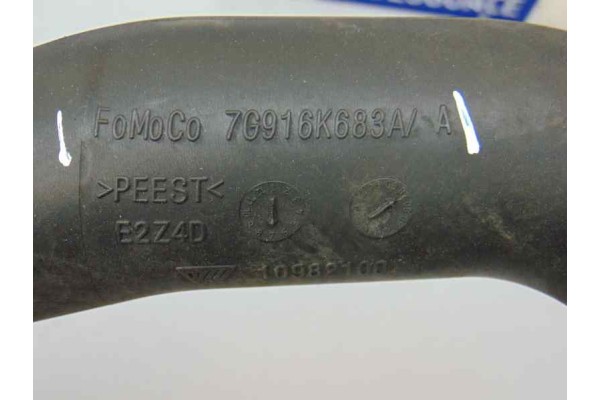 FoMoCo 7G916K683A/ A
>PEEST<
E2Z4D